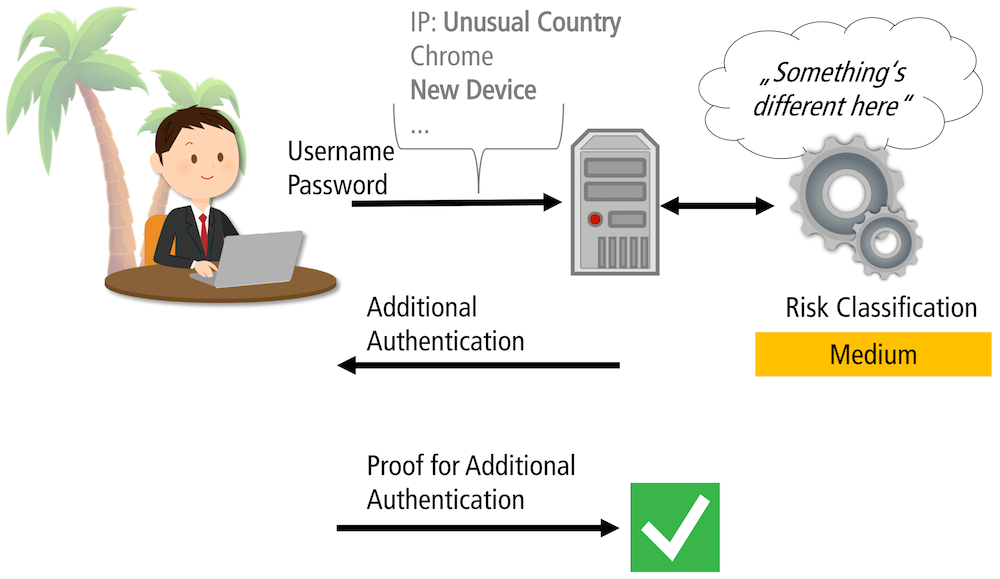 IP: Unusual Country
Chrome
New Device
...
„Something‘s
different here“
Username
Password
Risk Classification
Medium
Additional
Authentication
Proof for Additional
Authentication